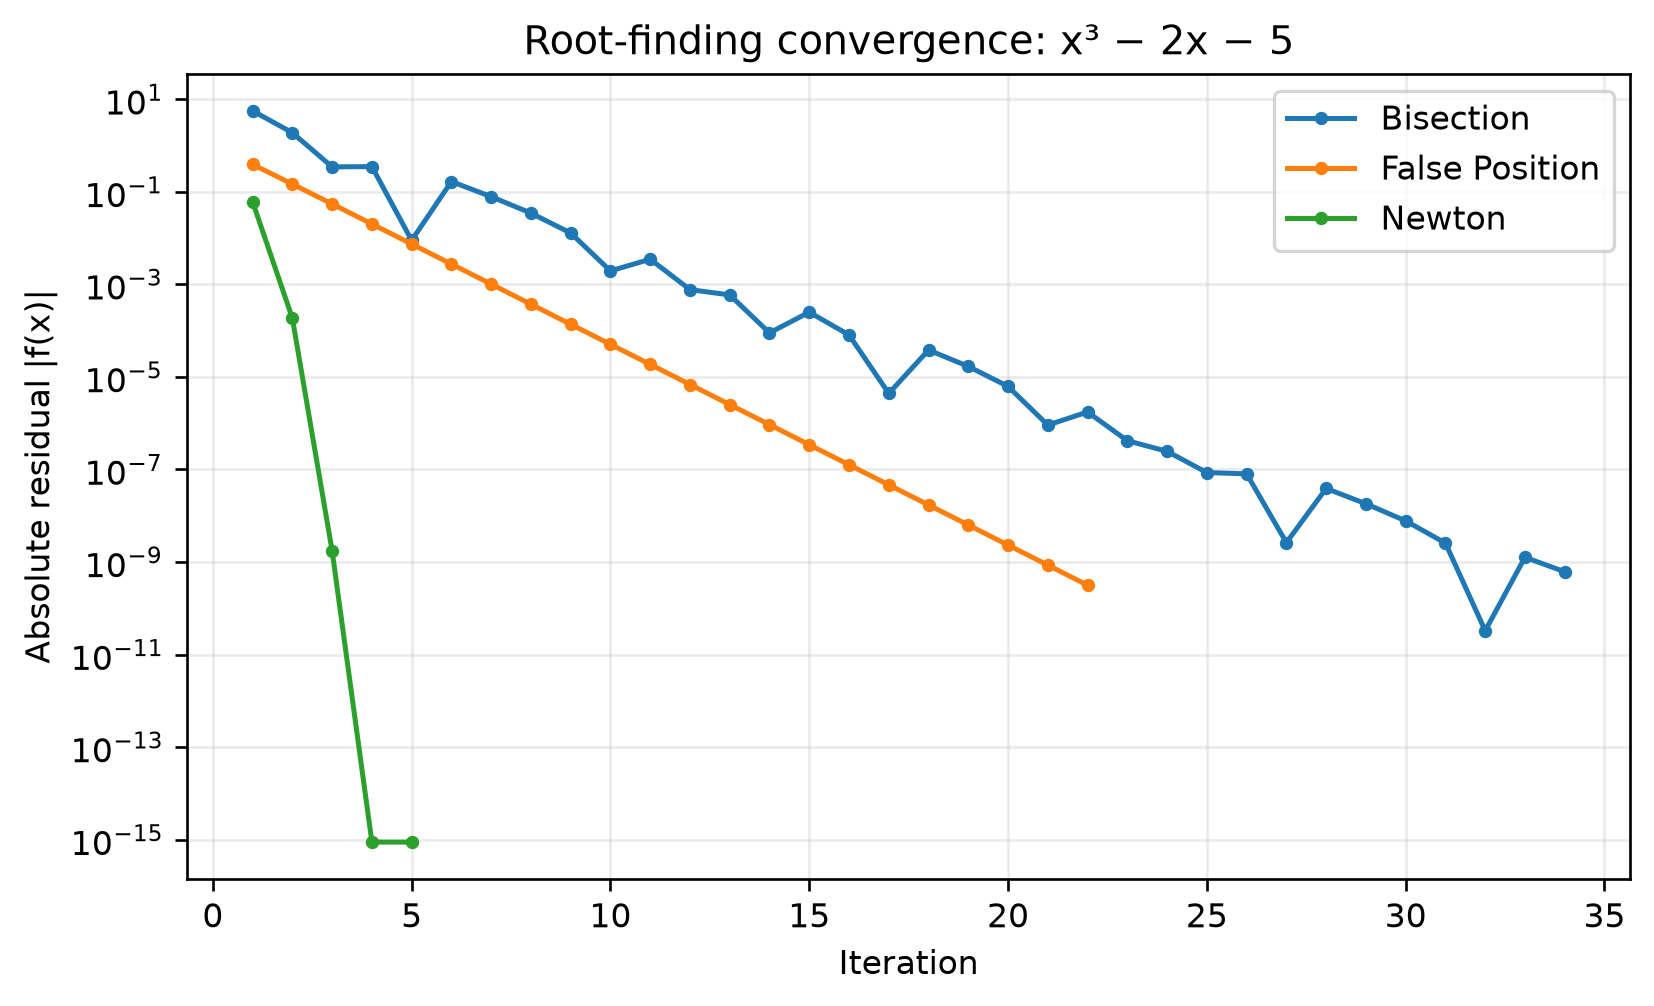 Root-finding convergence: x³ − 2x − 5
Absolute residual |f(x)|
10¹
10⁻¹
10⁻³
10⁻⁵
10⁻⁷
10⁻⁹
10⁻¹¹
10⁻¹³
10⁻¹⁵
Bisection
False Position
Newton
0 5 10 15 20 25 30 35
Iteration